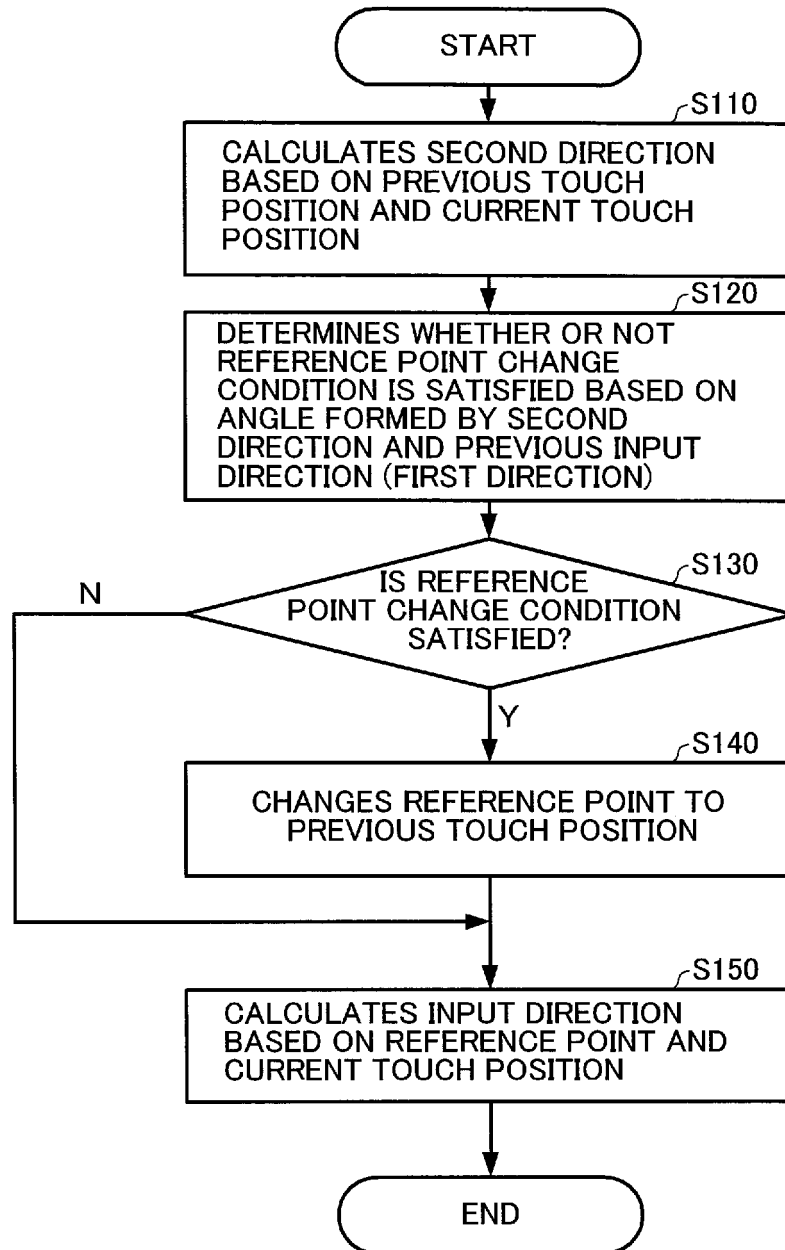 START
S110
CALCULATES SECOND DIRECTION
BASED ON PREVIOUS TOUCH
POSITION AND CURRENT TOUCH
POSITION
S120
DETERMINES WHETHER OR NOT
REFERENCE POINT CHANGE
CONDITION IS SATISFIED BASED ON
ANGLE FORMED BY SECOND
DIRECTION AND PREVIOUS INPUT
DIRECTION (FIRST DIRECTION)
S130
IS REFERENCE
POINT CHANGE CONDITION
SATISFIED?
N
Y
S140
CHANGES REFERENCE POINT TO
PREVIOUS TOUCH POSITION
S150
CALCULATES INPUT DIRECTION
BASED ON REFERENCE POINT AND
CURRENT TOUCH POSITION
END